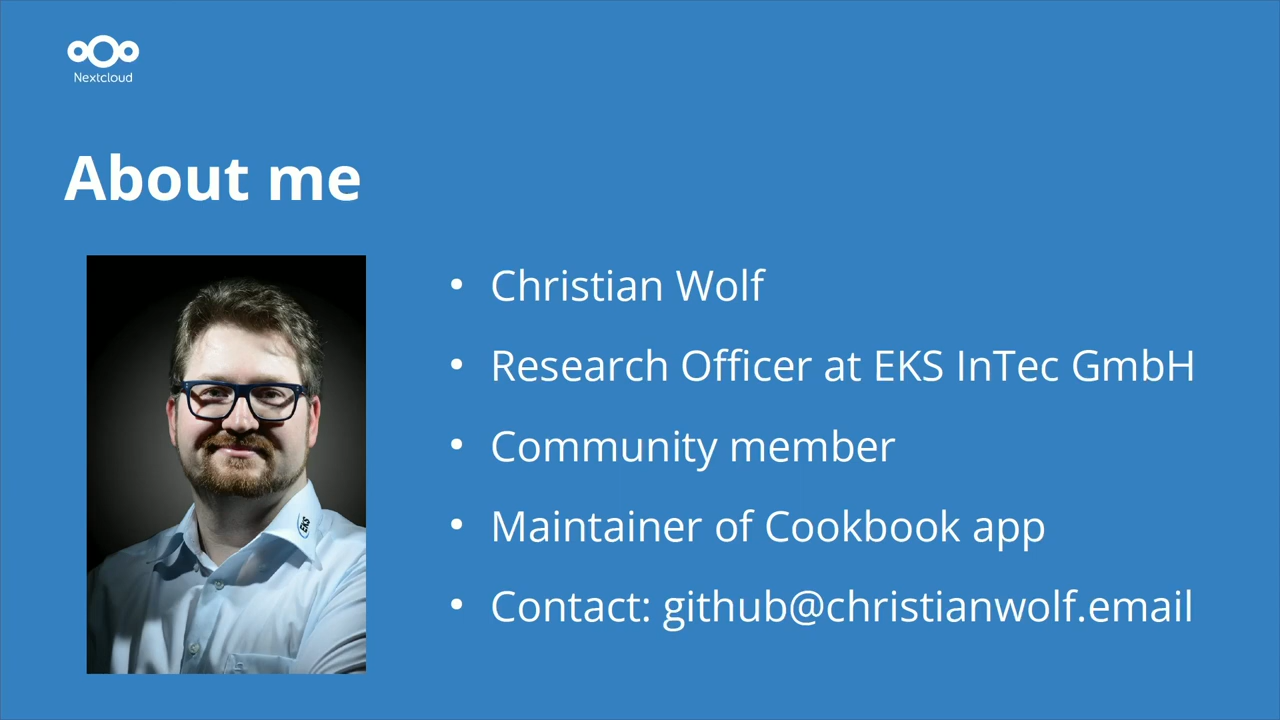 Nextcloud
About me
• Christian Wolf
• Research Officer at EKS InTec GmbH
• Community member
• Maintainer of Cookbook app
• Contact: github@christianwolf.email
EKS